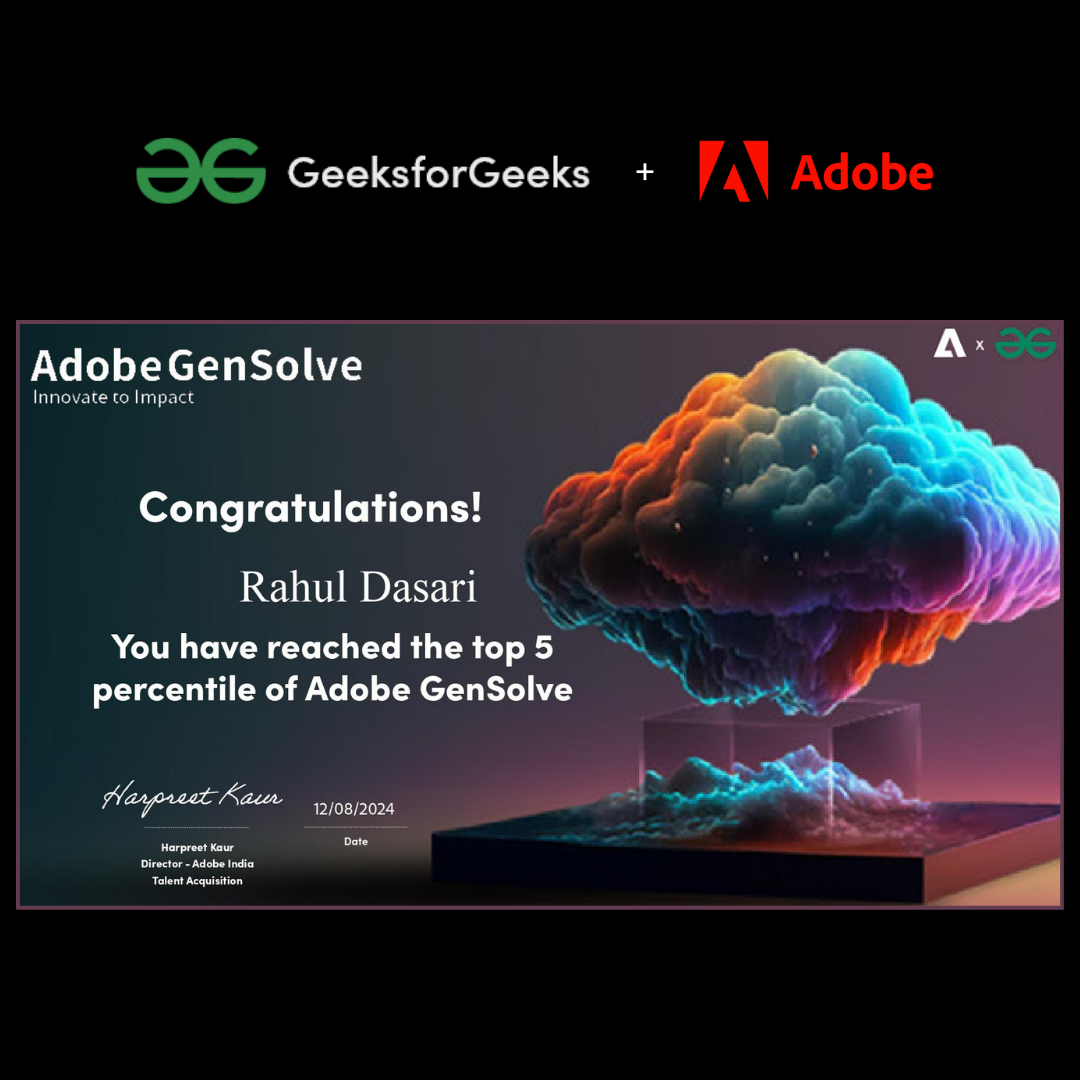 GeeksforGeeks + Adobe
AdobeGenSolve
Innovate to Impact
x
Congratulations!
Rahul Dasari
You have reached the top 5
percentile of Adobe GenSolve
Harpreet Kaur
12/08/2024
Harpreet Kaur
Director - Adobe India
Talent Acquisition
Date